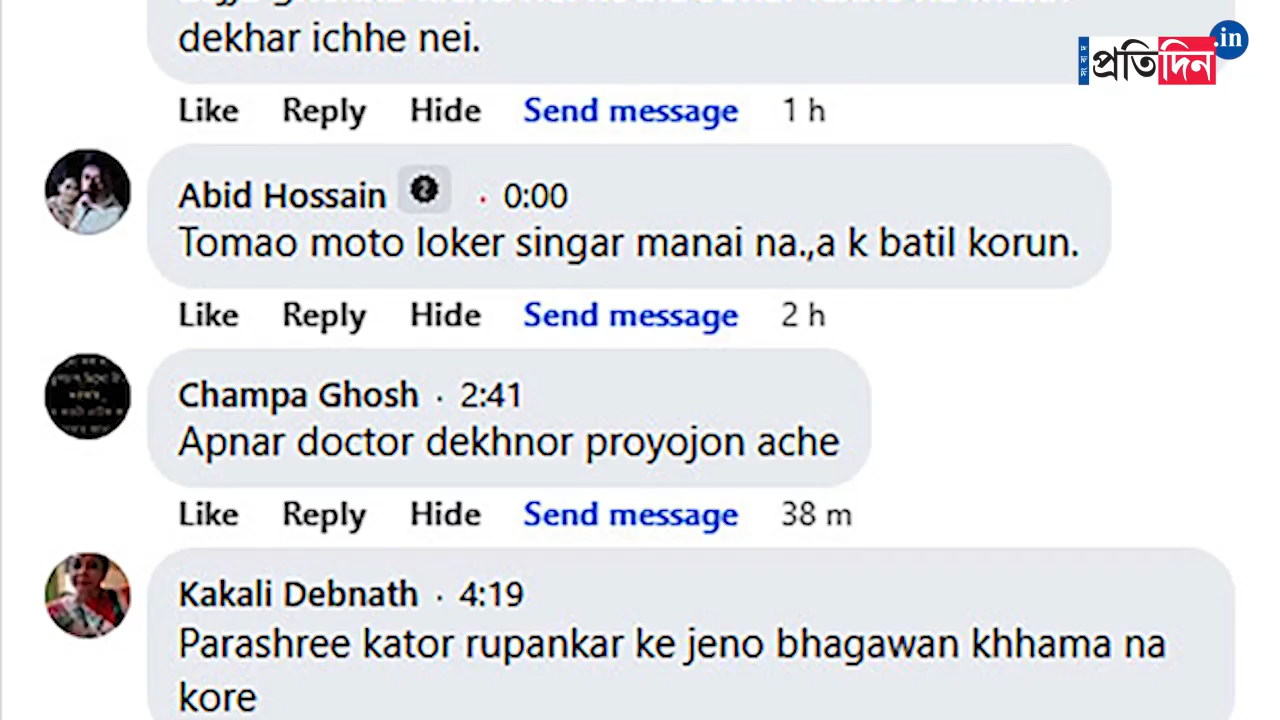 dekhar ichhe nei.
সংবাদ প্রতিদিন .in
Like Reply Hide Send message 1 h
Abid Hossain · 0:00
Tomao moto loker singar manai na.,a k batil korun.
Like Reply Hide Send message 2 h
Champa Ghosh · 2:41
Apnar doctor dekhnor proyojon ache
Like Reply Hide Send message 38 m
Kakali Debnath · 4:19
Parashree kator rupankar ke jeno bhagawan khhama na
kore